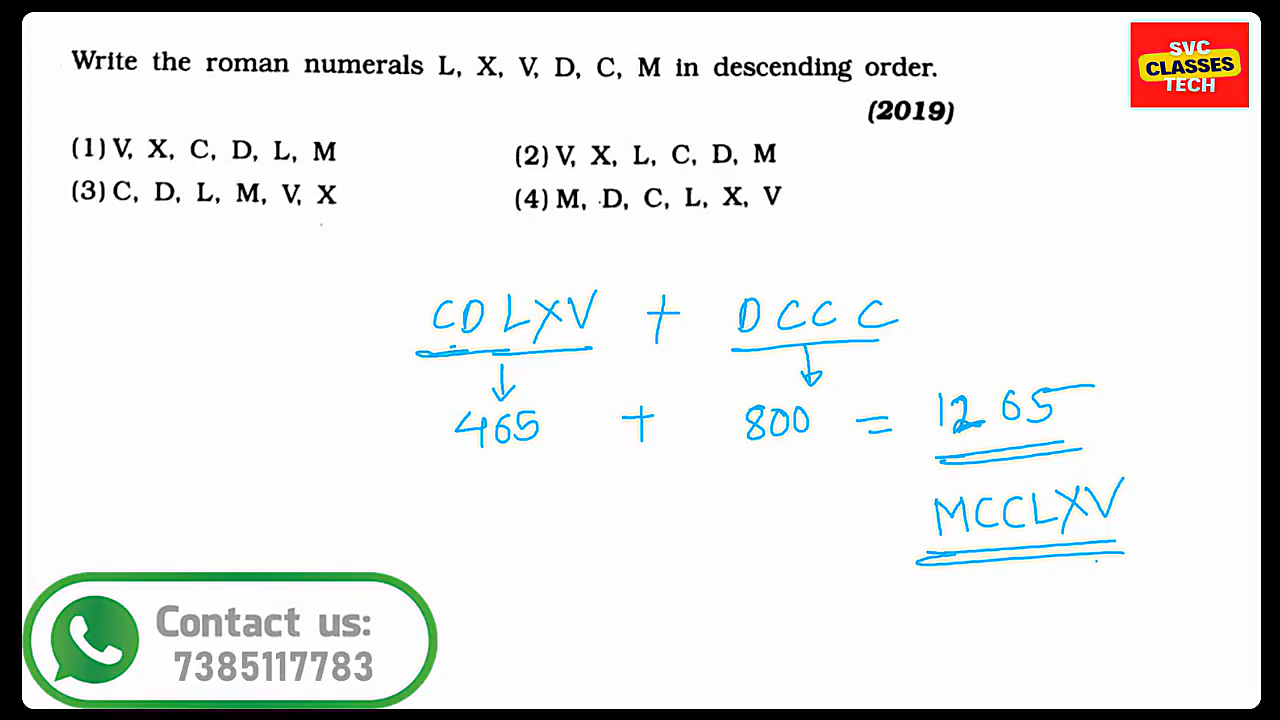 Write the roman numerals L, X, V, D, C, M in descending order.
(2019)
(1) V, X, C, D, L, M (2) V, X, L, C, D, M
(3) C, D, L, M, V, X (4) M, D, C, L, X, V
SVC
CLASSES
TECH
CDLXV + DCCC
465 + 800 = 1265
MCCLXV
Contact us:
7385117783